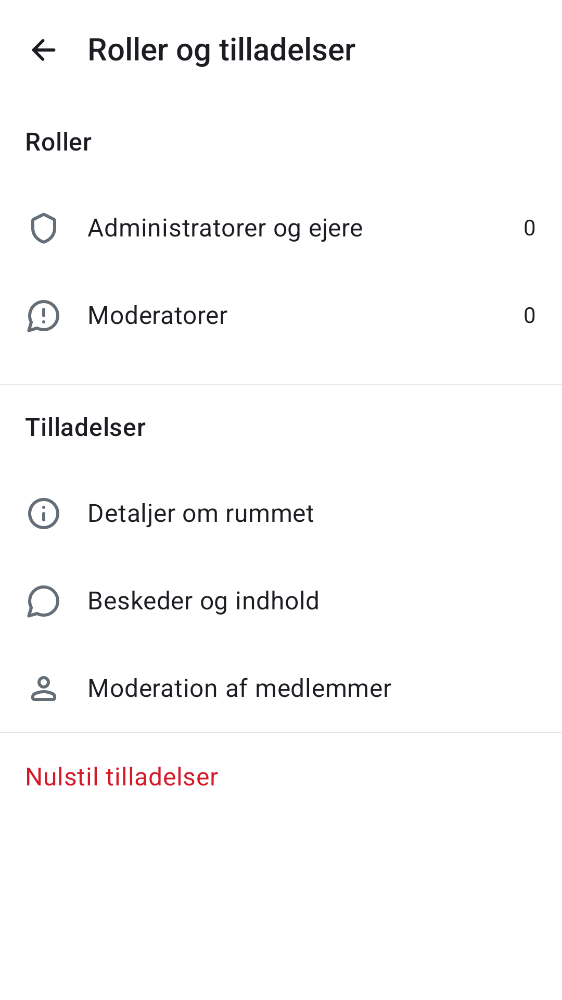 Roller og tilladelser
Roller
Administratorer og ejere 0
Moderatorer 0
Tilladelser
Detaljer om rummet
Beskeder og indhold
Moderation af medlemmer
Nulstil tilladelser